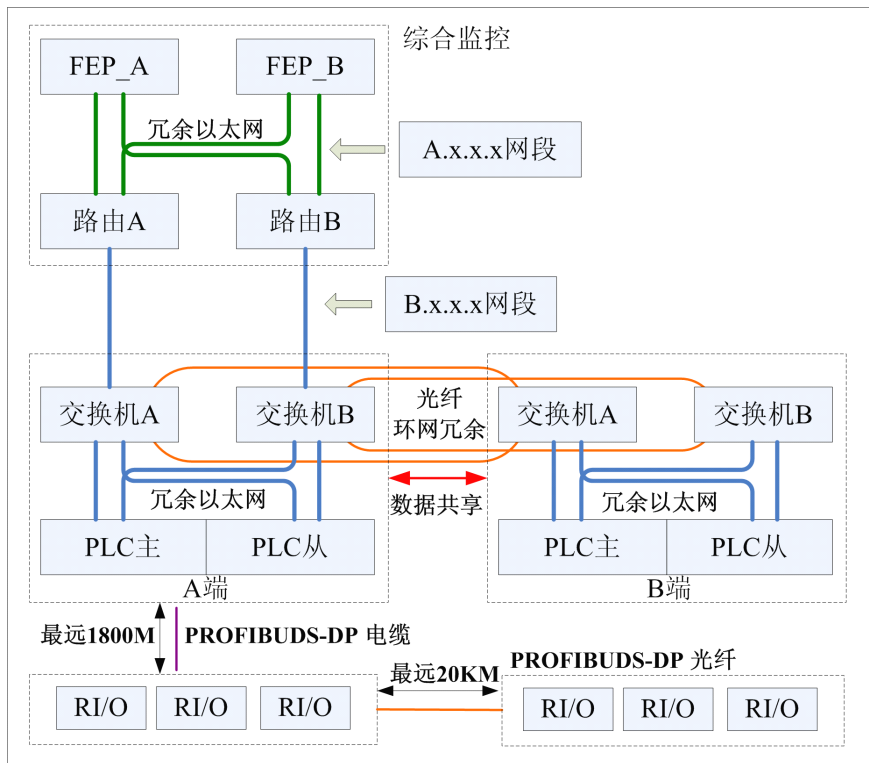 综合监控
FEP_A
FEP_B
冗余以太网
A.x.x.x网段
路由A
路由B
B.x.x.x网段
交换机A
交换机B
光纤
环网冗余
交换机A
交换机B
冗余以太网
数据共享
冗余以太网
PLC主
PLC从
PLC主
PLC从
A端
B端
最远1800M
PROFIBUDS-DP 电缆
最远20KM
PROFIBUDS-DP 光纤
RI/O
RI/O
RI/O
RI/O
RI/O
RI/O